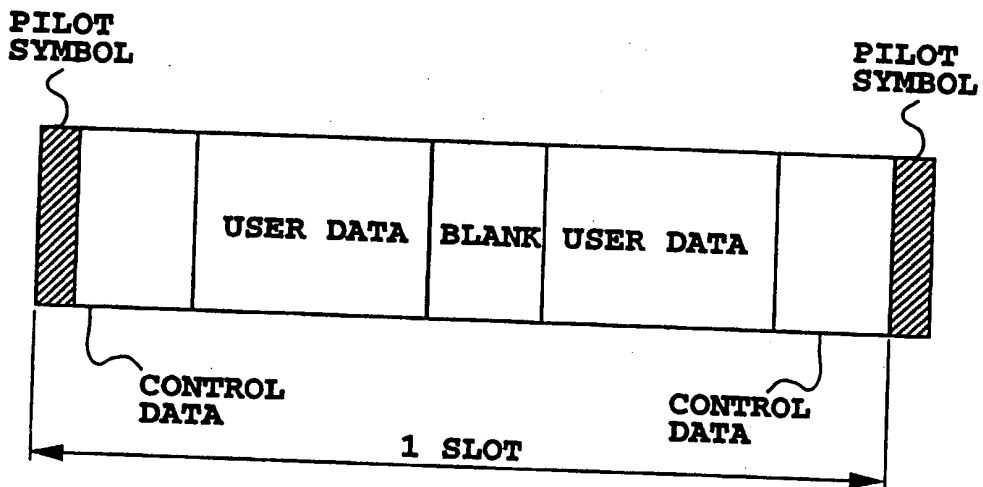 PILOT
SYMBOL
PILOT
SYMBOL
USER DATA
BLANK
USER DATA
CONTROL
DATA
CONTROL
DATA
1 SLOT